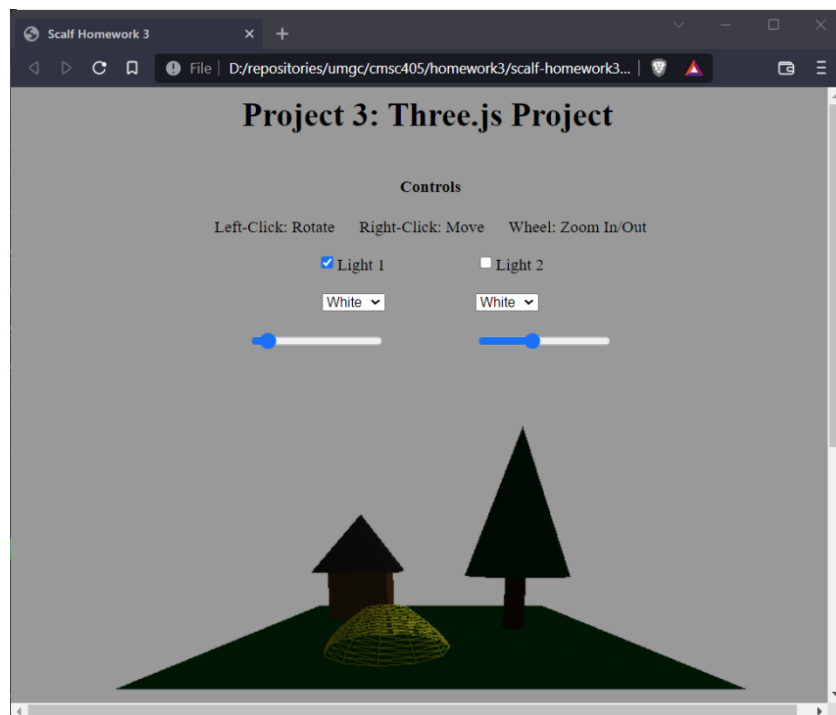 Scalf Homework 3
File D:/repositories/umgc/cmsc405/homework3/scalf-homework3...
Project 3: Three.js Project
Controls
Left-Click: Rotate Right-Click: Move Wheel: Zoom In/Out
Light 1 Light 2
White White